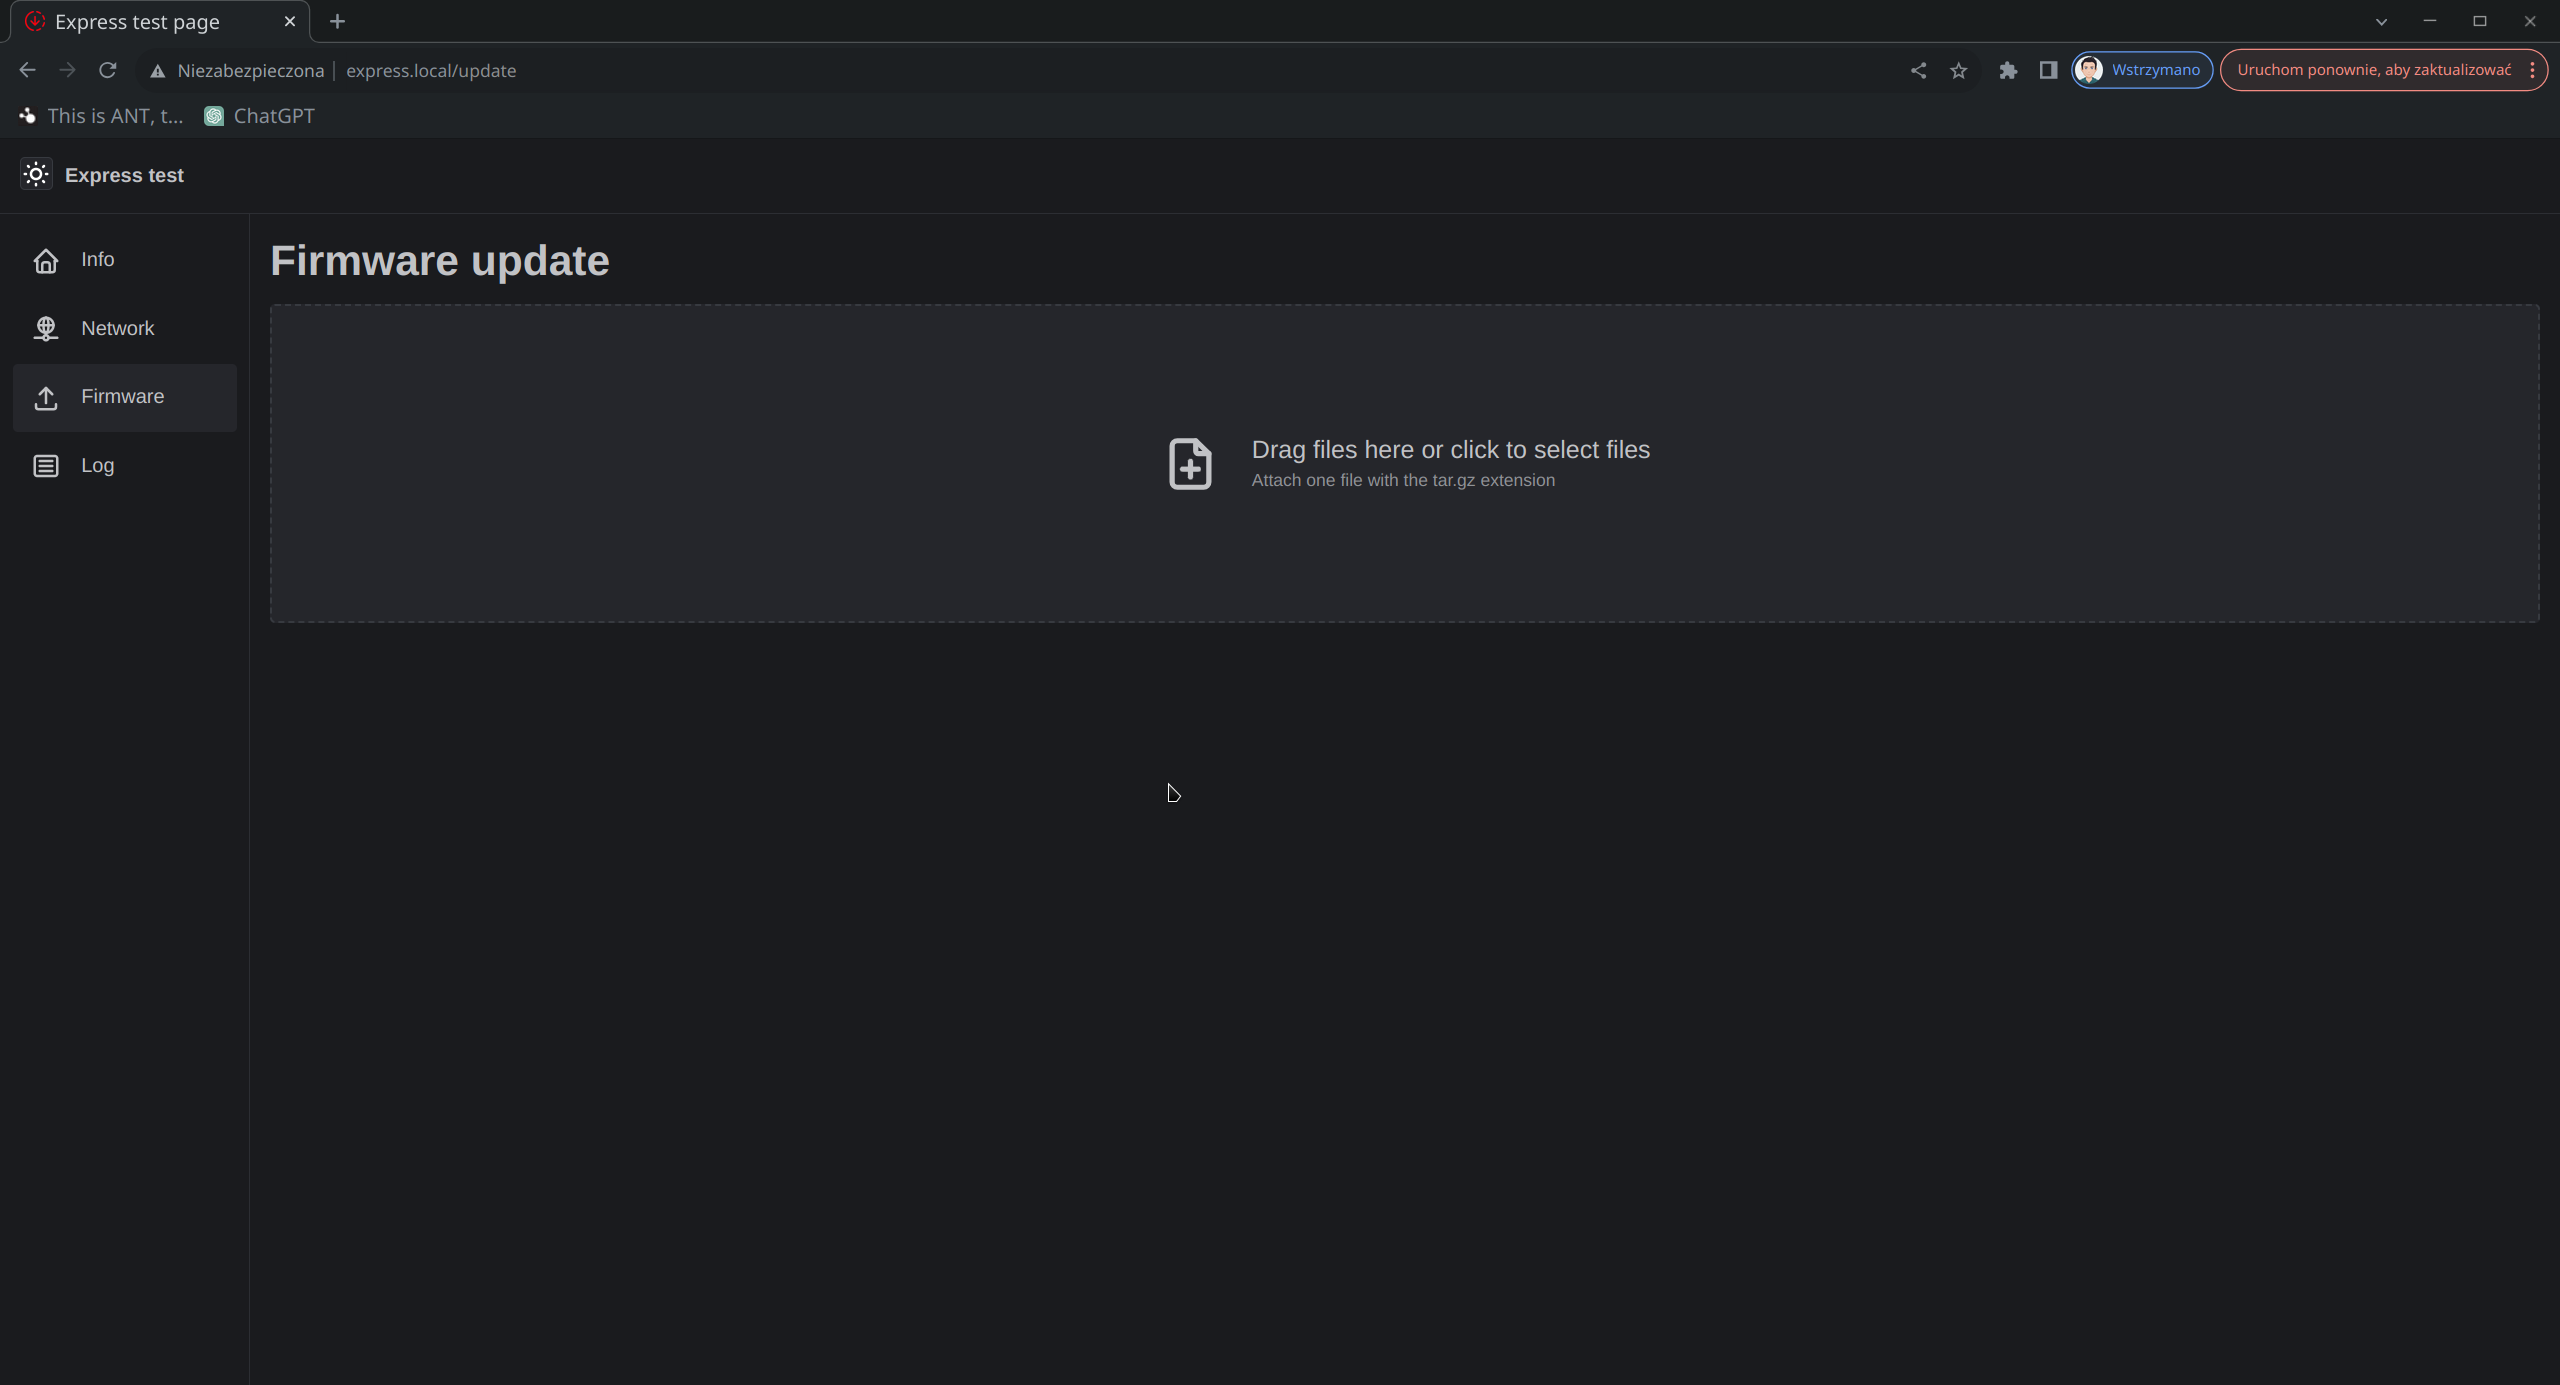 Express test page
Niezabezpieczona
express.local/update
Wstrzymano
Uruchom ponownie, aby zaktualizować
This is ANT, t...
ChatGPT
Express test
Info
Network
Firmware
Log
Firmware update
Drag files here or click to select files
Attach one file with the tar.gz extension